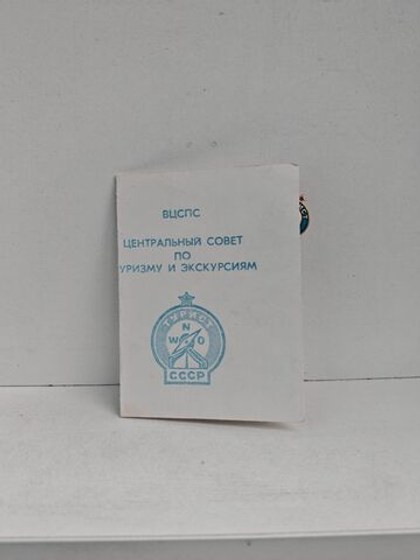 ВЦСПС
ЦЕНТРАЛЬНЫЙ СОВЕТ
ПО
УРИЗМУ И ЭКСКУРСИЯМ
ТУРИСТ
N
W O
СССР